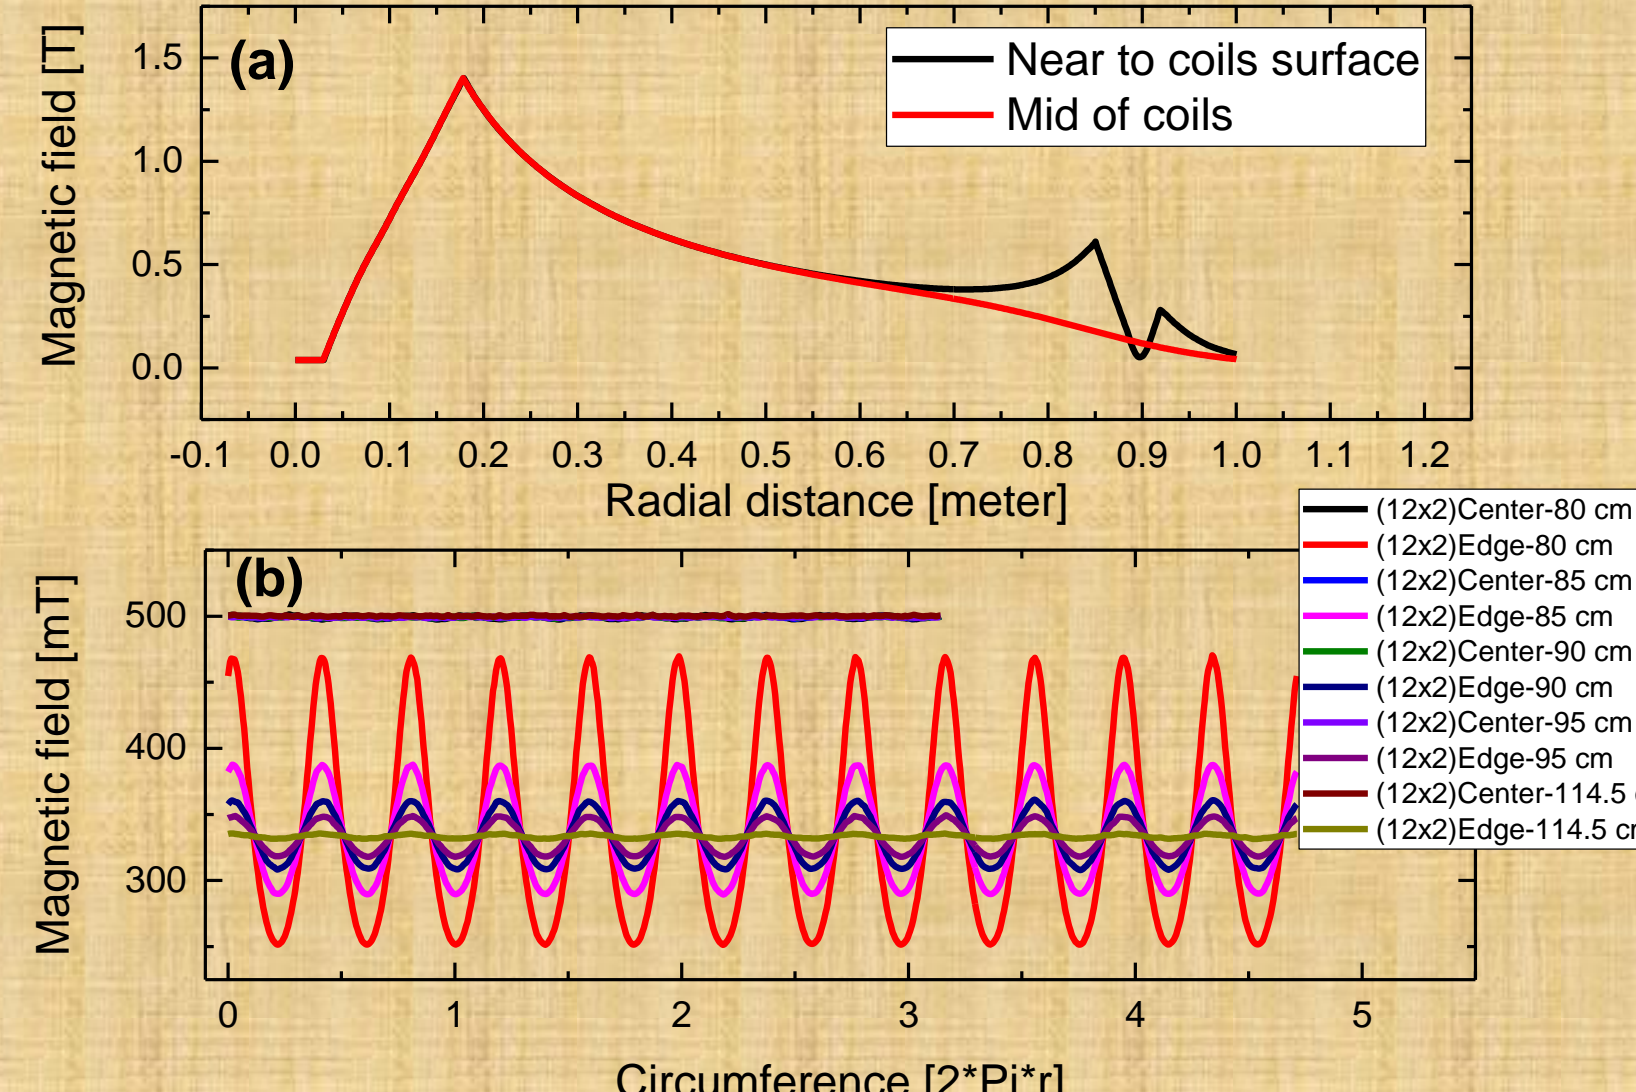 (a)
Magnetic field [T]
1.5
1.0
0.5
0.0
Near to coils surface
Mid of coils
-0.1 0.0 0.1 0.2 0.3 0.4 0.5 0.6 0.7 0.8 0.9 1.0 1.1 1.2
Radial distance [meter]
(b)
Magnetic field [mT]
500
400
300
(12x2)Center-80 cm
(12x2)Edge-80 cm
(12x2)Center-85 cm
(12x2)Edge-85 cm
(12x2)Center-90 cm
(12x2)Edge-90 cm
(12x2)Center-95 cm
(12x2)Edge-95 cm
(12x2)Center-114.5
(12x2)Edge-114.5 cm
0 1 2 3 4 5
Circumference [2*Pi*r]